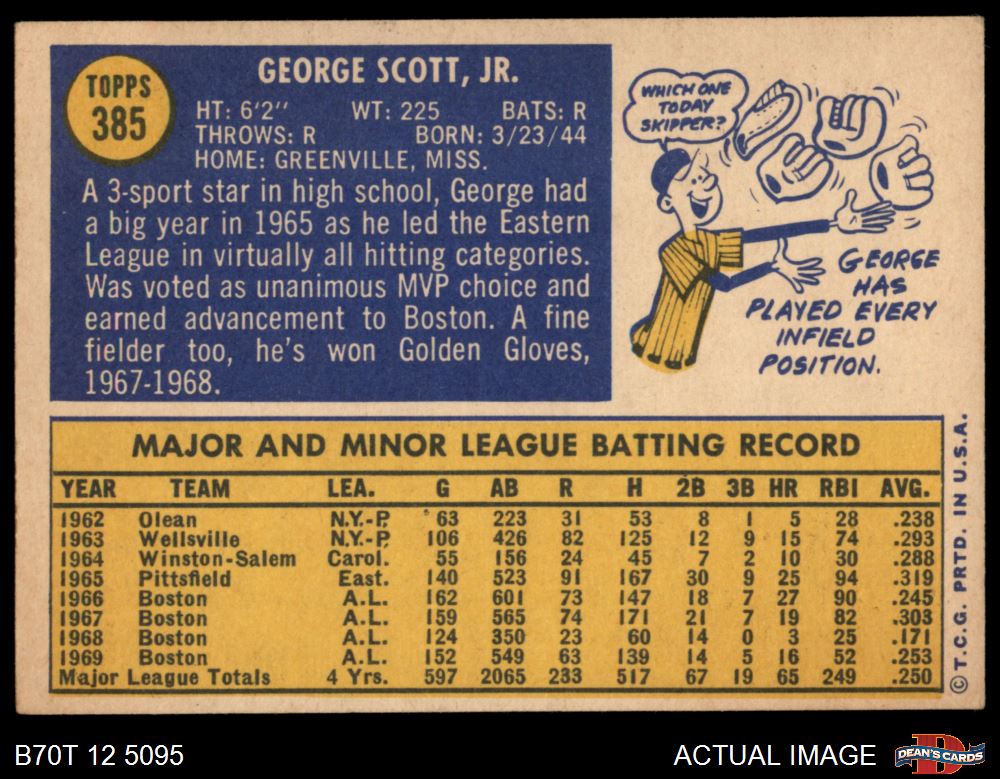 TOPPS
385
GEORGE SCOTT, JR.
HT: 6'2" WT: 225 BATS: R
THROWS: R BORN: 3/23/44
HOME: GREENVILLE, MISS.
A 3-sport star in high school, George had
a big year in 1965 as he led the Eastern
League in virtually all hitting categories.
Was voted as unanimous MVP choice and
earned advancement to Boston. A fine
fielder too, he's won Golden Gloves,
1967-1968.
WHICH ONE
TODAY
SKIPPER?
GEORGE
HAS
PLAYED EVERY
INFIELD
POSITION.
MAJOR AND MINOR LEAGUE BATTING RECORD
YEAR TEAM LEA. G AB R H 2B 3B HR RBI AVG.
1962 Olean N.Y.-P. 63 223 31 53 8 1 5 28 .238
1963 Wellsville N.Y.-P. 106 426 82 125 12 9 15 74 .293
1964 Winston-Salem Carol. 55 156 24 45 7 2 10 30 .288
1965 Pittsfield East. 140 523 91 167 30 9 25 94 .319
1966 Boston A.L. 162 601 73 147 18 7 27 90 .245
1967 Boston A.L. 159 565 74 171 21 7 19 82 .303
1968 Boston A.L. 124 350 23 60 14 0 3 25 .171
1969 Boston A.L. 152 549 63 139 14 5 16 52 .253
Major League Totals 4 Yrs. 597 2065 233 517 67 19 65 249 .250
© T.C.G. PRTD. IN U.S.A.
B70T 12 5095
ACTUAL IMAGE
D
DEAN'S CARDS